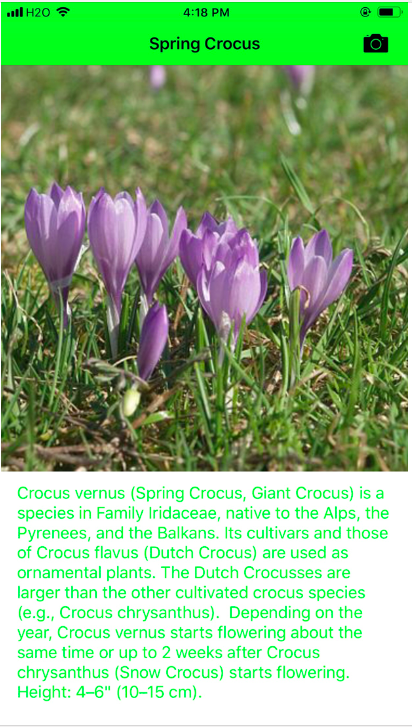 H2O 4:18 PM
Spring Crocus
Crocus vernus (Spring Crocus, Giant Crocus) is a
species in Family Iridaceae, native to the Alps, the
Pyrenees, and the Balkans. Its cultivars and those
of Crocus flavus (Dutch Crocus) are used as
ornamental plants. The Dutch Crocusses are
larger than the other cultivated crocus species
(e.g., Crocus chrysanthus).  Depending on the
year, Crocus vernus starts flowering about the
same time or up to 2 weeks after Crocus
chrysanthus (Snow Crocus) starts flowering.
Height: 4–6" (10–15 cm).